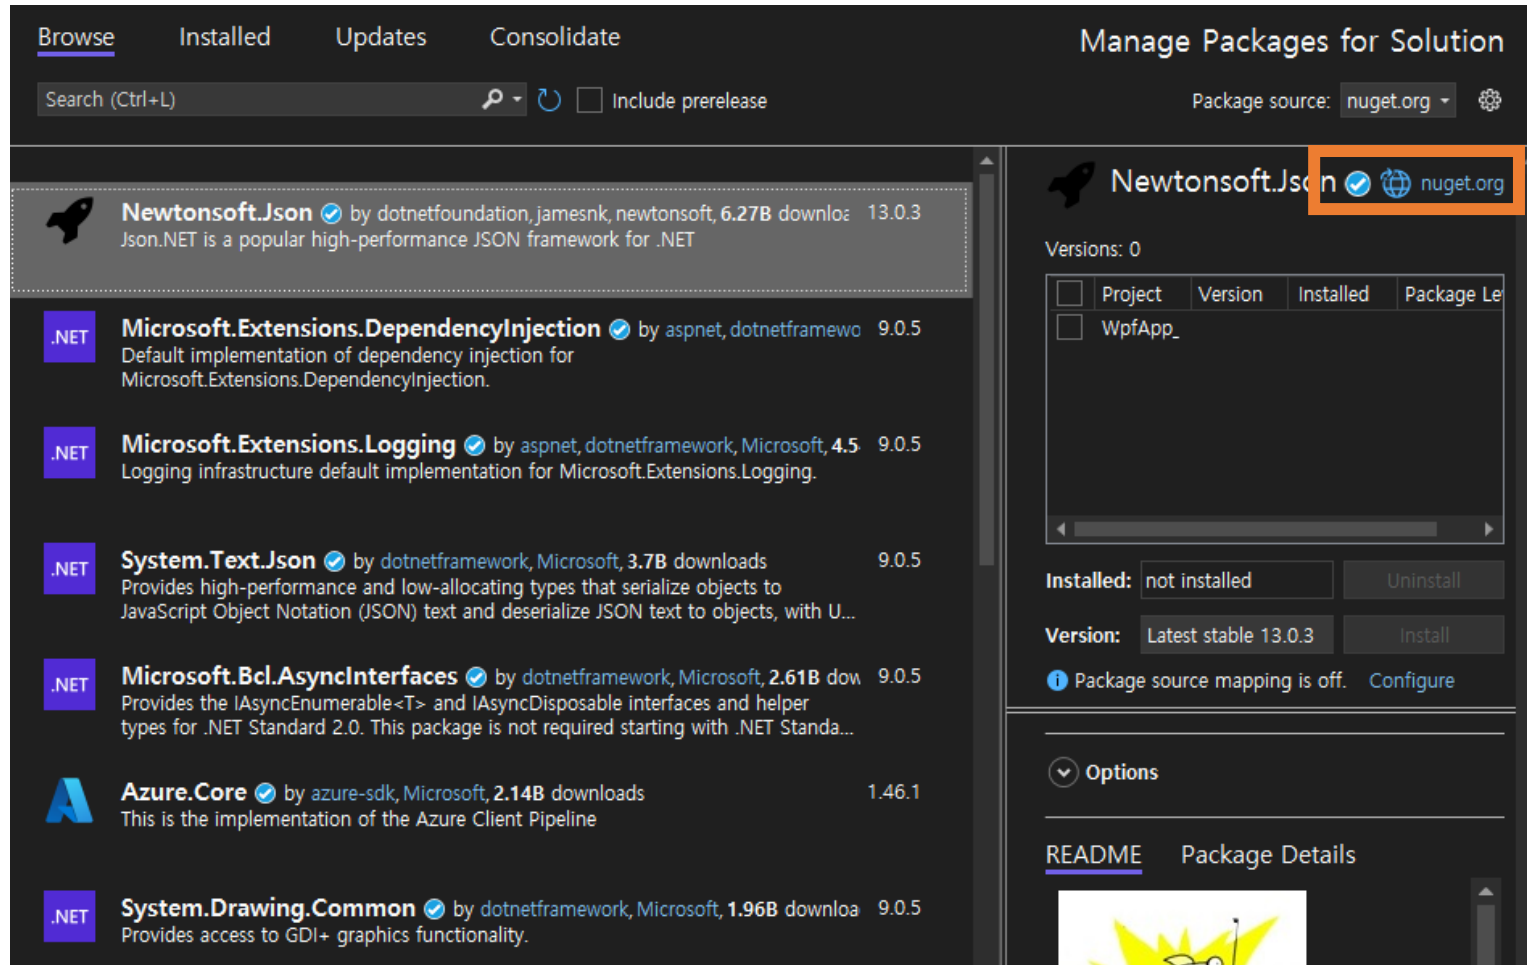 Browse Installed Updates Consolidate
Manage Packages for Solution
Search (Ctrl+L)
Include prerelease
Package source: nuget.org
Newtonsoft.Json by dotnetfoundation, jamesnk, newtonsoft, 6.27B 13.0.3
Json.NET is a popular high-performance JSON framework for .NET
.NET
Microsoft.Extensions.DependencyInjection by aspnet, 9.0.5
Default implementation of dependency injection for
Microsoft.Extensions.DependencyInjection.
.NET
Microsoft.Extensions.Logging by aspnet, dotnetframework, Microsoft, 9.0.5
Logging infrastructure default implementation for Microsoft.Extensions.Logging.
.NET
System.Text.Json by dotnetframework, Microsoft, 3.7B downloads 9.0.5
Provides high-performance and low-allocating types that serialize objects to
JavaScript Object Notation (JSON) text and deserialize JSON text to objects, with U...
.NET
Microsoft.Bcl.AsyncInterfaces by dotnetframework, Microsoft, 2.61B 9.0.5
Provides the IAsyncEnumerable<T> and IAsyncDisposable interfaces and helper
types for .NET Standard 2.0. This package is not required starting with .NET Standa...
Azure.Core by azure-sdk, Microsoft, 2.14B downloads 1.46.1
This is the implementation of the Azure Client Pipeline
.NET
System.Drawing.Common by dotnetframework, Microsoft, 1.96B 9.0.5
Provides access to GDI+ graphics functionality.
Newtonsoft.Json nuget.org
Versions: 0
Project Version Installed Package
WpfApp_
Installed: not installed Uninstall
Version: Latest stable 13.0.3 Install
Package source mapping is off. Configure
Options
README Package Details